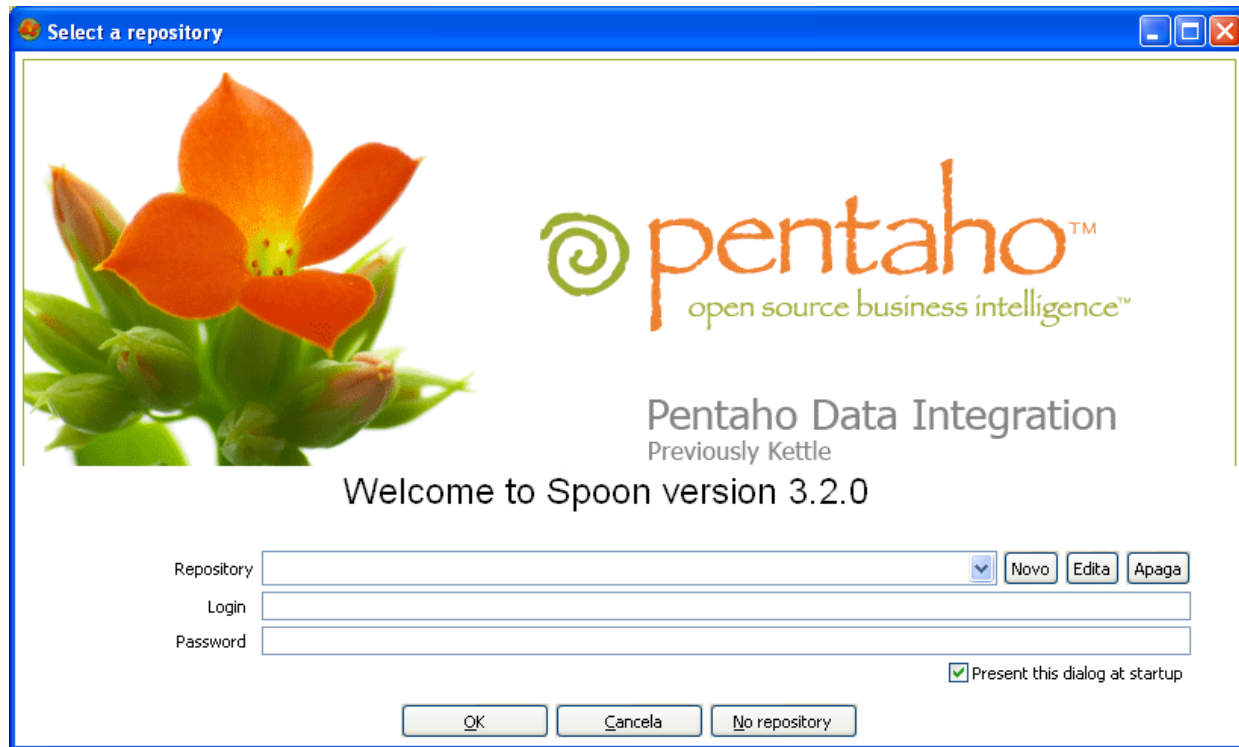 Select a repository
pentaho™
open source business intelligence™
Pentaho Data Integration
Previously Kettle
Welcome to Spoon version 3.2.0
Repository Novo Edita Apaga
Login
Password
Present this dialog at startup
OK Cancela No repository